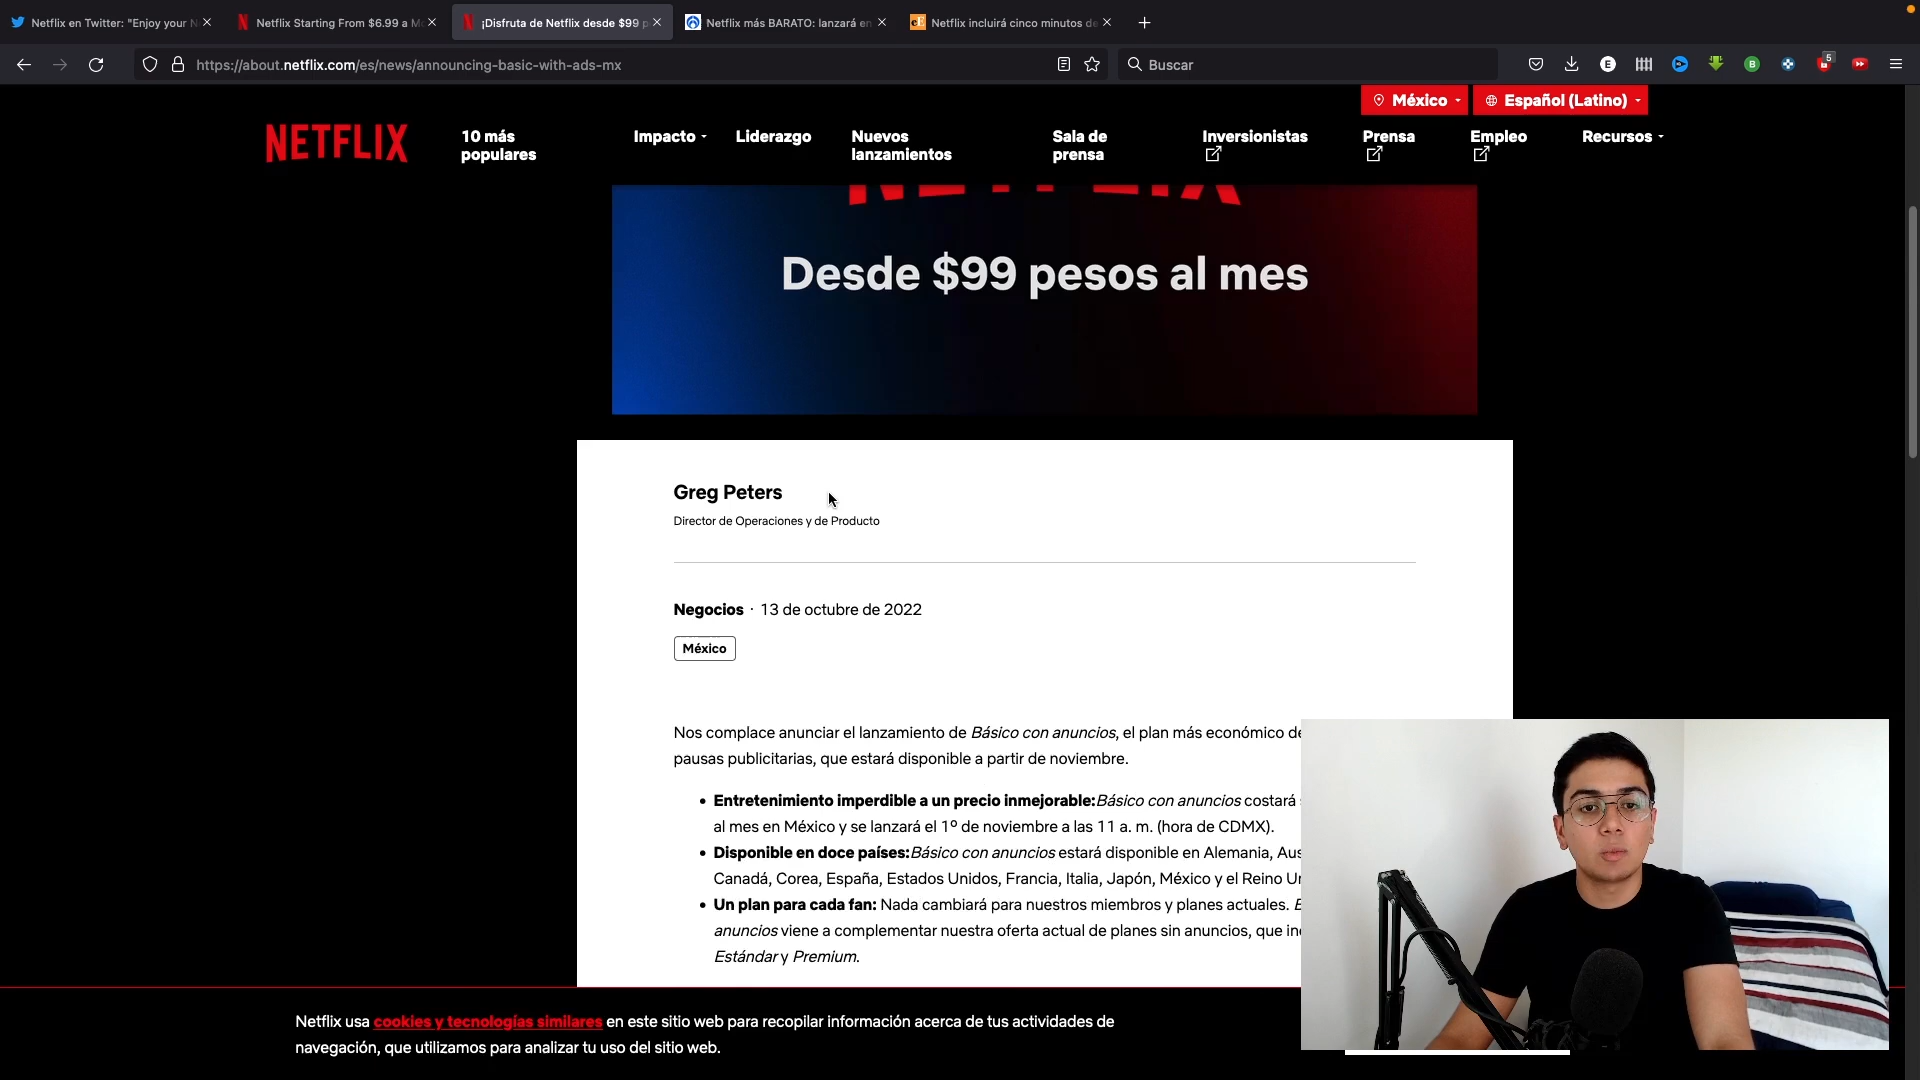 Netflix en Twitter: "Enjoy your N
Netflix Starting From $6.99 a M
¡Disfruta de Netflix desde $99 p
Netflix más BARATO: lanzará en
Netflix incluirá cinco minutos de
https://about.netflix.com/es/news/announcing-basic-with-ads-mx
Buscar
5
México
Español (Latino)
NETFLIX
10 más populares
Impacto
Liderazgo
Nuevos lanzamientos
Sala de prensa
Inversionistas
Prensa
Empleo
Recursos
Desde $99 pesos al mes
Greg Peters
Director de Operaciones y de Producto
Negocios · 13 de octubre de 2022
México
Nos complace anunciar el lanzamiento de Básico con anuncios, el plan más económico de
pausas publicitarias, que estará disponible a partir de noviembre.
• Entretenimiento imperdible a un precio inmejorable:Básico con anuncios costará
al mes en México y se lanzará el 1º de noviembre a las 11 a. m. (hora de CDMX).
• Disponible en doce países:Básico con anuncios estará disponible en Alemania, Aus
Canadá, Corea, España, Estados Unidos, Francia, Italia, Japón, México y el Reino Un
• Un plan para cada fan: Nada cambiará para nuestros miembros y planes actuales.
anuncios viene a complementar nuestra oferta actual de planes sin anuncios, que in
Estándar y Premium.
Netflix usa cookies y tecnologías similares en este sitio web para recopilar información acerca de tus actividades de
navegación, que utilizamos para analizar tu uso del sitio web.